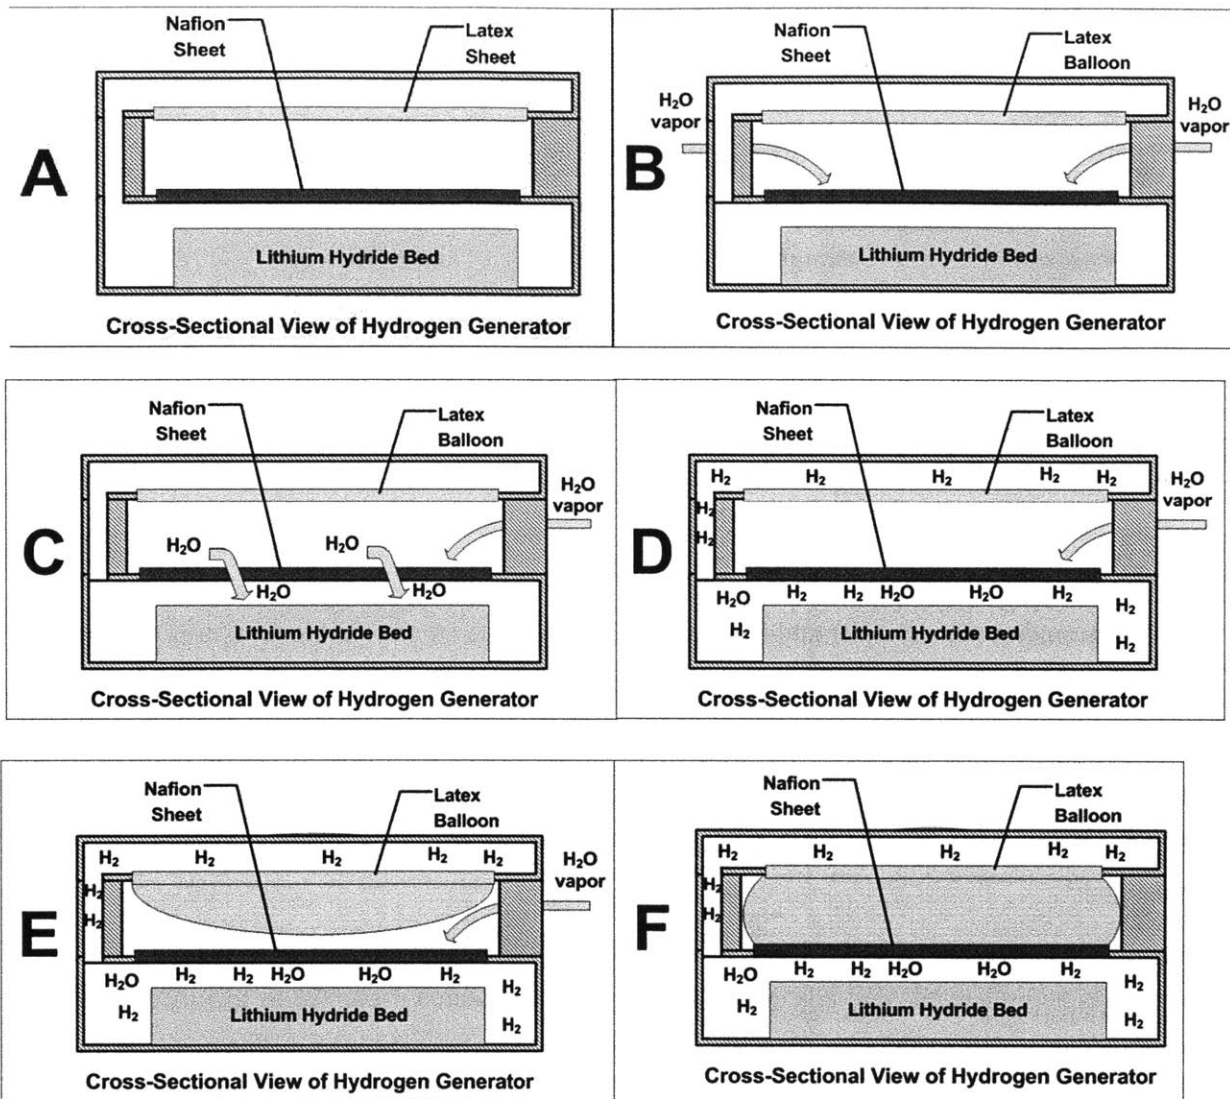 Nafion
Sheet
Latex
Sheet
A
Lithium Hydride Bed
Cross-Sectional View of Hydrogen Generator
Nafion
Sheet
Latex
Balloon
H₂O
vapor
H₂O
vapor
B
Lithium Hydride Bed
Cross-Sectional View of Hydrogen Generator
Nafion
Sheet
Latex
Balloon
H₂O
vapor
C
H₂O H₂O
H₂O H₂O
Lithium Hydride Bed
Cross-Sectional View of Hydrogen Generator
Nafion
Sheet
Latex
Balloon
H₂ H₂ H₂ H₂ H₂
H₂O
vapor
H₂
H₂
D
H₂O H₂ H₂ H₂O H₂O H₂ H₂
H₂ H₂
Lithium Hydride Bed
Cross-Sectional View of Hydrogen Generator
Nafion
Sheet
Latex
Balloon
H₂ H₂ H₂ H₂ H₂
H₂O
vapor
H₂
H₂
E
H₂O H₂ H₂ H₂O H₂O H₂ H₂
H₂ H₂
Lithium Hydride Bed
Cross-Sectional View of Hydrogen Generator
Nafion
Sheet
Latex
Balloon
H₂ H₂ H₂ H₂ H₂
H₂
H₂
F
H₂O H₂ H₂ H₂O H₂O H₂ H₂
H₂ H₂
Lithium Hydride Bed
Cross-Sectional View of Hydrogen Generator